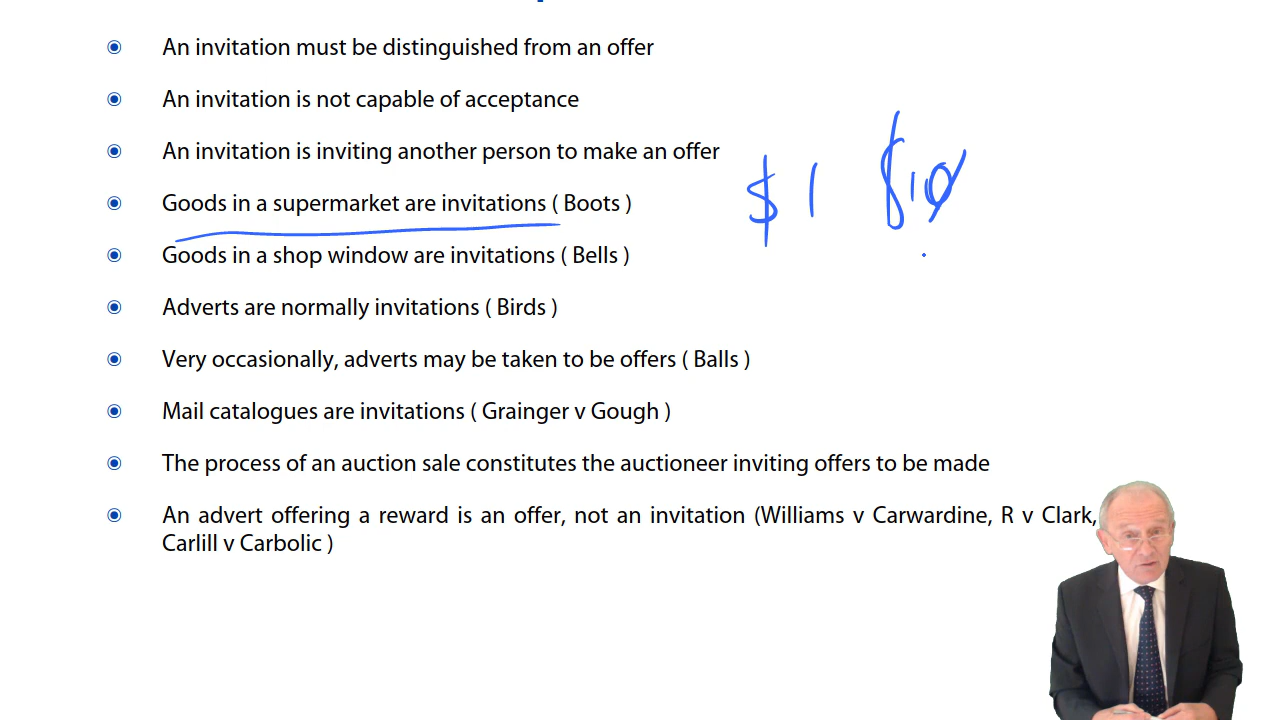 An invitation must be distinguished from an offer
An invitation is not capable of acceptance
An invitation is inviting another person to make an offer
$ 1 $10
Goods in a supermarket are invitations ( Boots )
Goods in a shop window are invitations ( Bells )
Adverts are normally invitations ( Birds )
Very occasionally, adverts may be taken to be offers ( Balls )
Mail catalogues are invitations ( Grainger v Gough )
The process of an auction sale constitutes the auctioneer inviting offers to be made
An advert offering a reward is an offer, not an invitation (Williams v Carwardine, R v Clark,
Carlill v Carbolic )